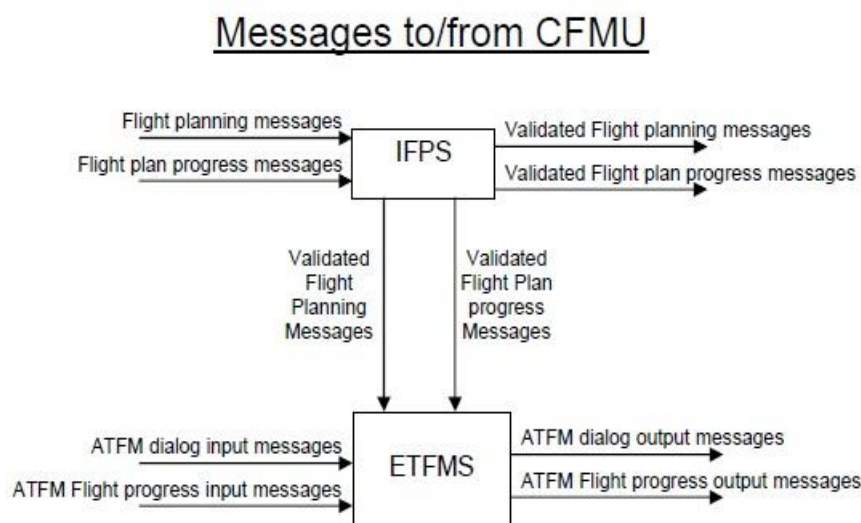 Messages to/from CFMU
Flight planning messages
Flight plan progress messages
IFPS
Validated Flight planning messages
Validated Flight plan progress messages
Validated
Flight
Planning
Messages
Validated
Flight Plan
progress
Messages
ATFM dialog input messages
ATFM Flight progress input messages
ETFMS
ATFM dialog output messages
ATFM Flight progress output messages